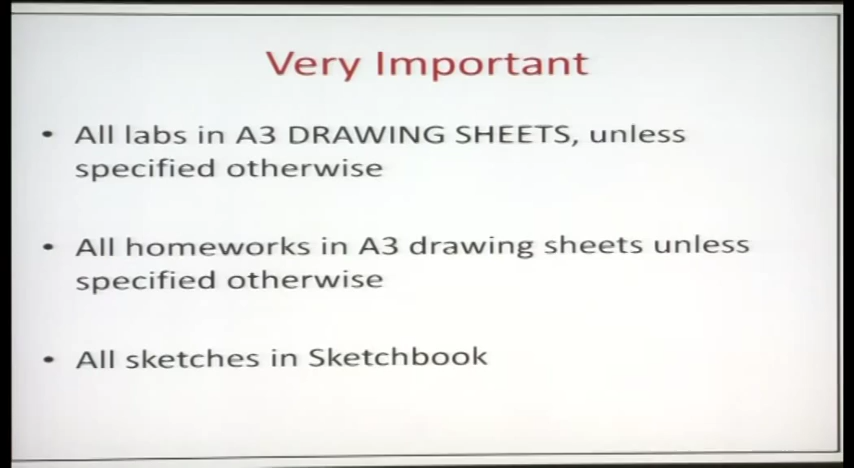 Very Important
• All labs in A3 DRAWING SHEETS, unless
specified otherwise
• All homeworks in A3 drawing sheets unless
specified otherwise
• All sketches in Sketchbook